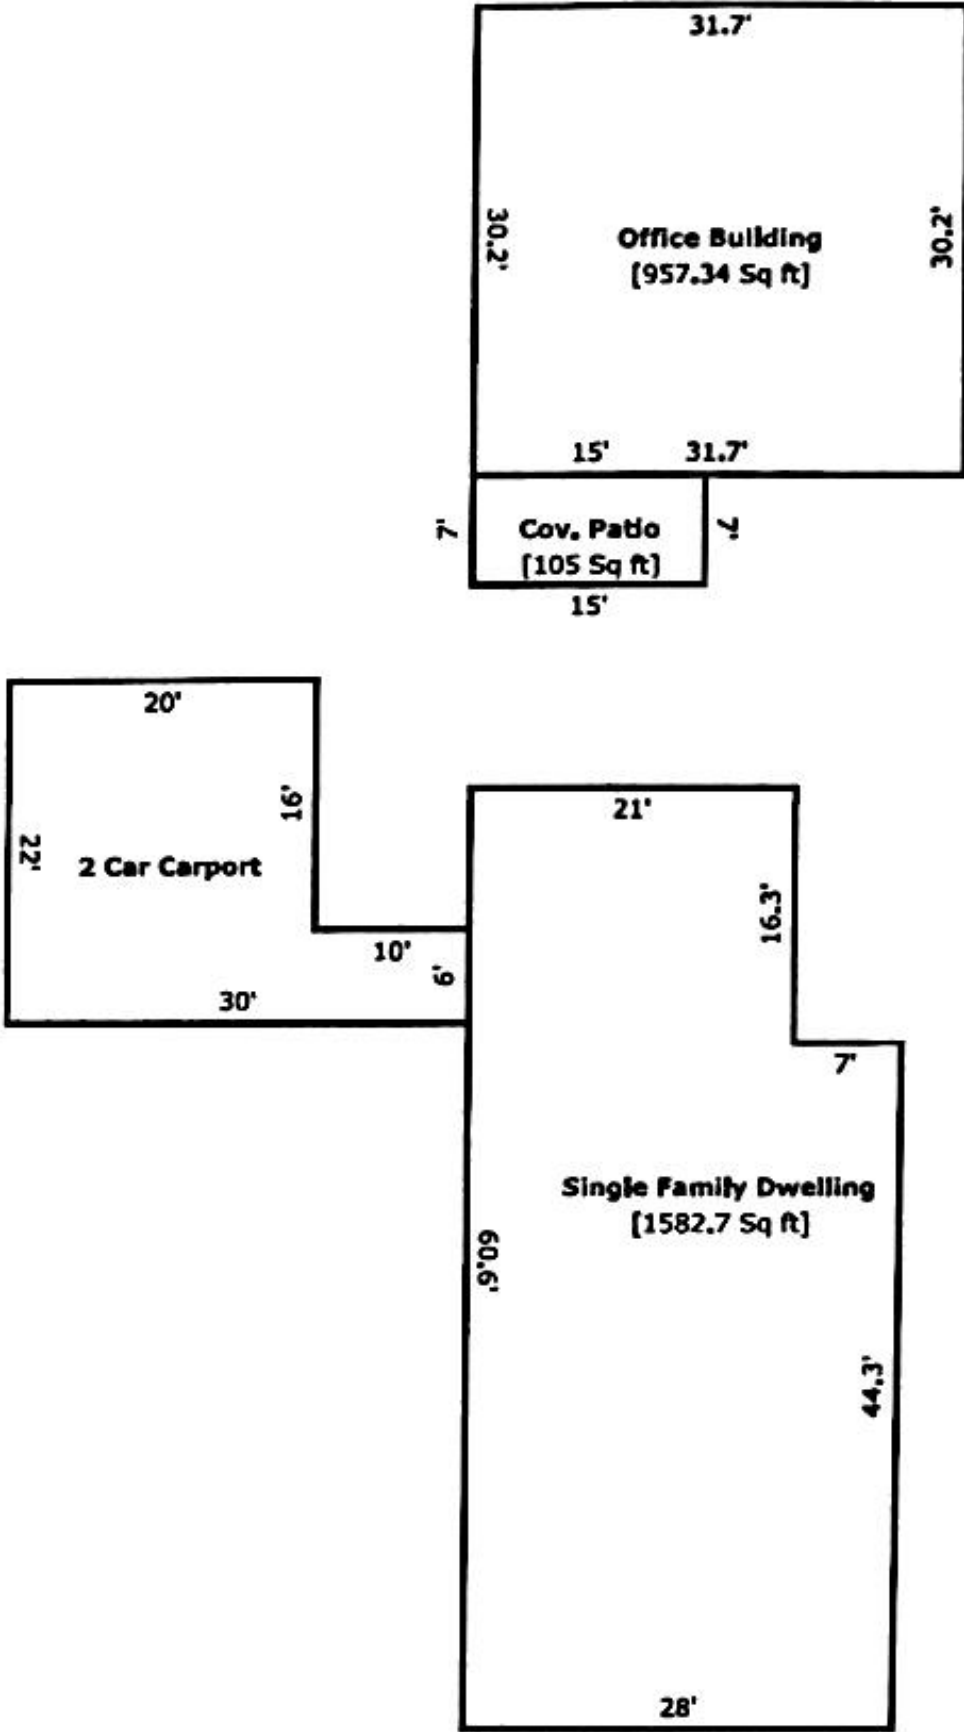 31.7'
30.2'
Office Building
[957.34 Sq ft]
30.2'
15'
31.7'
7'
Cov. Patio
[105 Sq ft]
7'
15'
20'
16'
22'
2 Car Carport
10'
6'
30'
21'
16.3'
7'
Single Family Dwelling
[1582.7 Sq ft]
60.6'
44.3'
28'